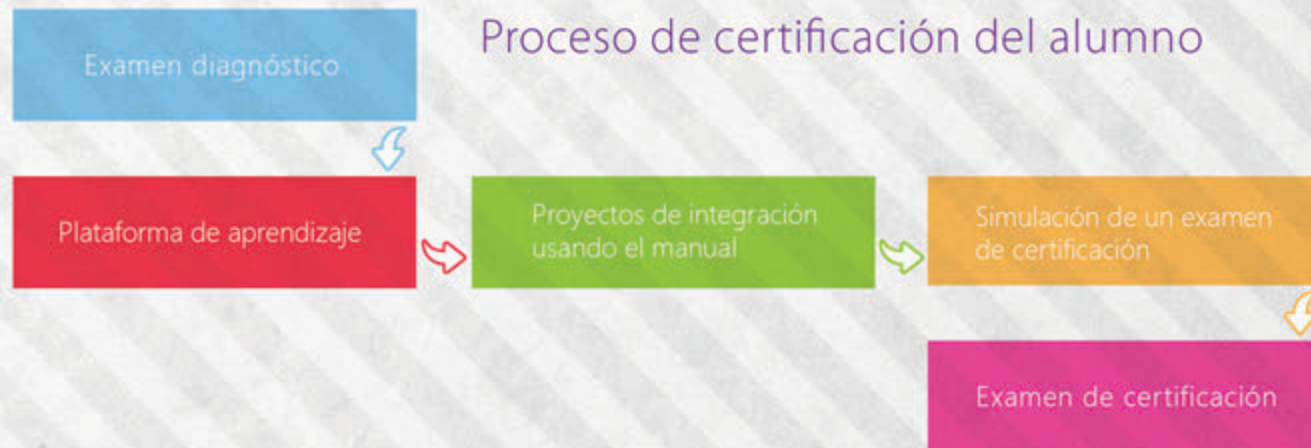 Proceso de certificación del alumno
Examen diagnóstico
Plataforma de aprendizaje
Proyectos de integración
usando el manual
Simulación de un examen
de certificación
Examen de certificación